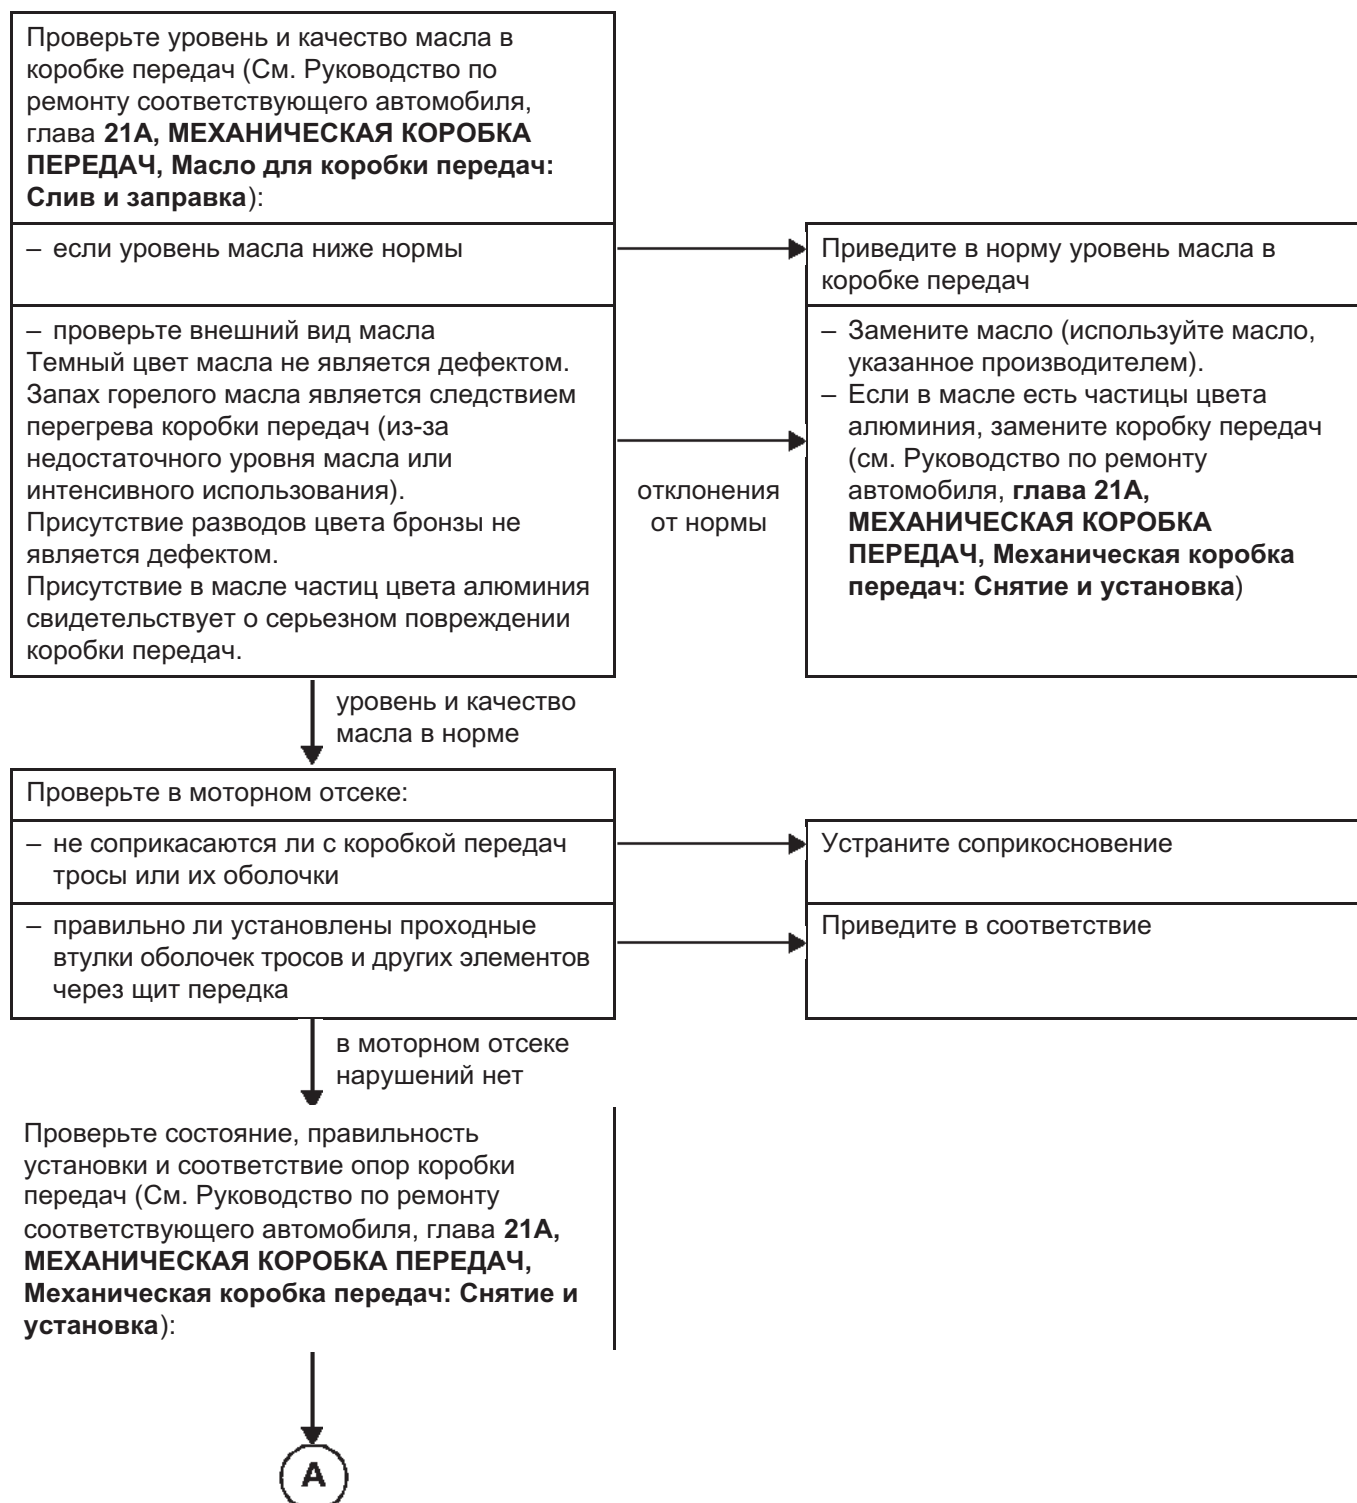 Проверьте уровень и качество масла в
коробке передач (См. Руководство по
ремонту соответствующего автомобиля,
глава 21А, МЕХАНИЧЕСКАЯ КОРОБКА
ПЕРЕДАЧ, Масло для коробки передач:
Слив и заправка):
– если уровень масла ниже нормы
Приведите в норму уровень масла в
коробке передач
– проверьте внешний вид масла
Темный цвет масла не является дефектом.
Запах горелого масла является следствием
перегрева коробки передач (из-за
недостаточного уровня масла или
интенсивного использования).
Присутствие разводов цвета бронзы не
является дефектом.
Присутствие в масле частиц цвета алюминия
свидетельствует о серьезном повреждении
коробки передач.
отклонения
от нормы
– Замените масло (используйте масло,
указанное производителем).
– Если в масле есть частицы цвета
алюминия, замените коробку передач
(см. Руководство по ремонту
автомобиля, глава 21А,
МЕХАНИЧЕСКАЯ КОРОБКА
ПЕРЕДАЧ, Механическая коробка
передач: Снятие и установка)
уровень и качество
масла в норме
Проверьте в моторном отсеке:
– не соприкасаются ли с коробкой передач
тросы или их оболочки
Устраните соприкосновение
– правильно ли установлены проходные
втулки оболочек тросов и других элементов
через щит передка
Приведите в соответствие
в моторном отсеке
нарушений нет
Проверьте состояние, правильность
установки и соответствие опор коробки
передач (См. Руководство по ремонту
соответствующего автомобиля, глава 21А,
МЕХАНИЧЕСКАЯ КОРОБКА ПЕРЕДАЧ,
Механическая коробка передач: Снятие и
установка):
А